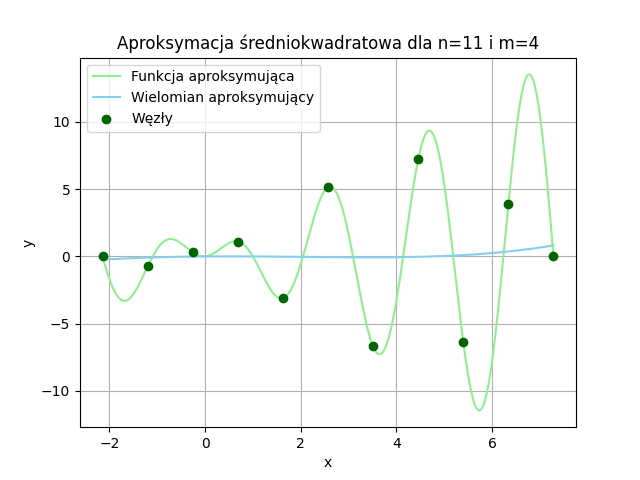 Aproksymacja średniokwadratowa dla n=11 i m=4
Funkcja aproksymująca
Wielomian aproksymujący
Węzły
10
5
0
−5
−10
y
−2
0
2
4
6
x